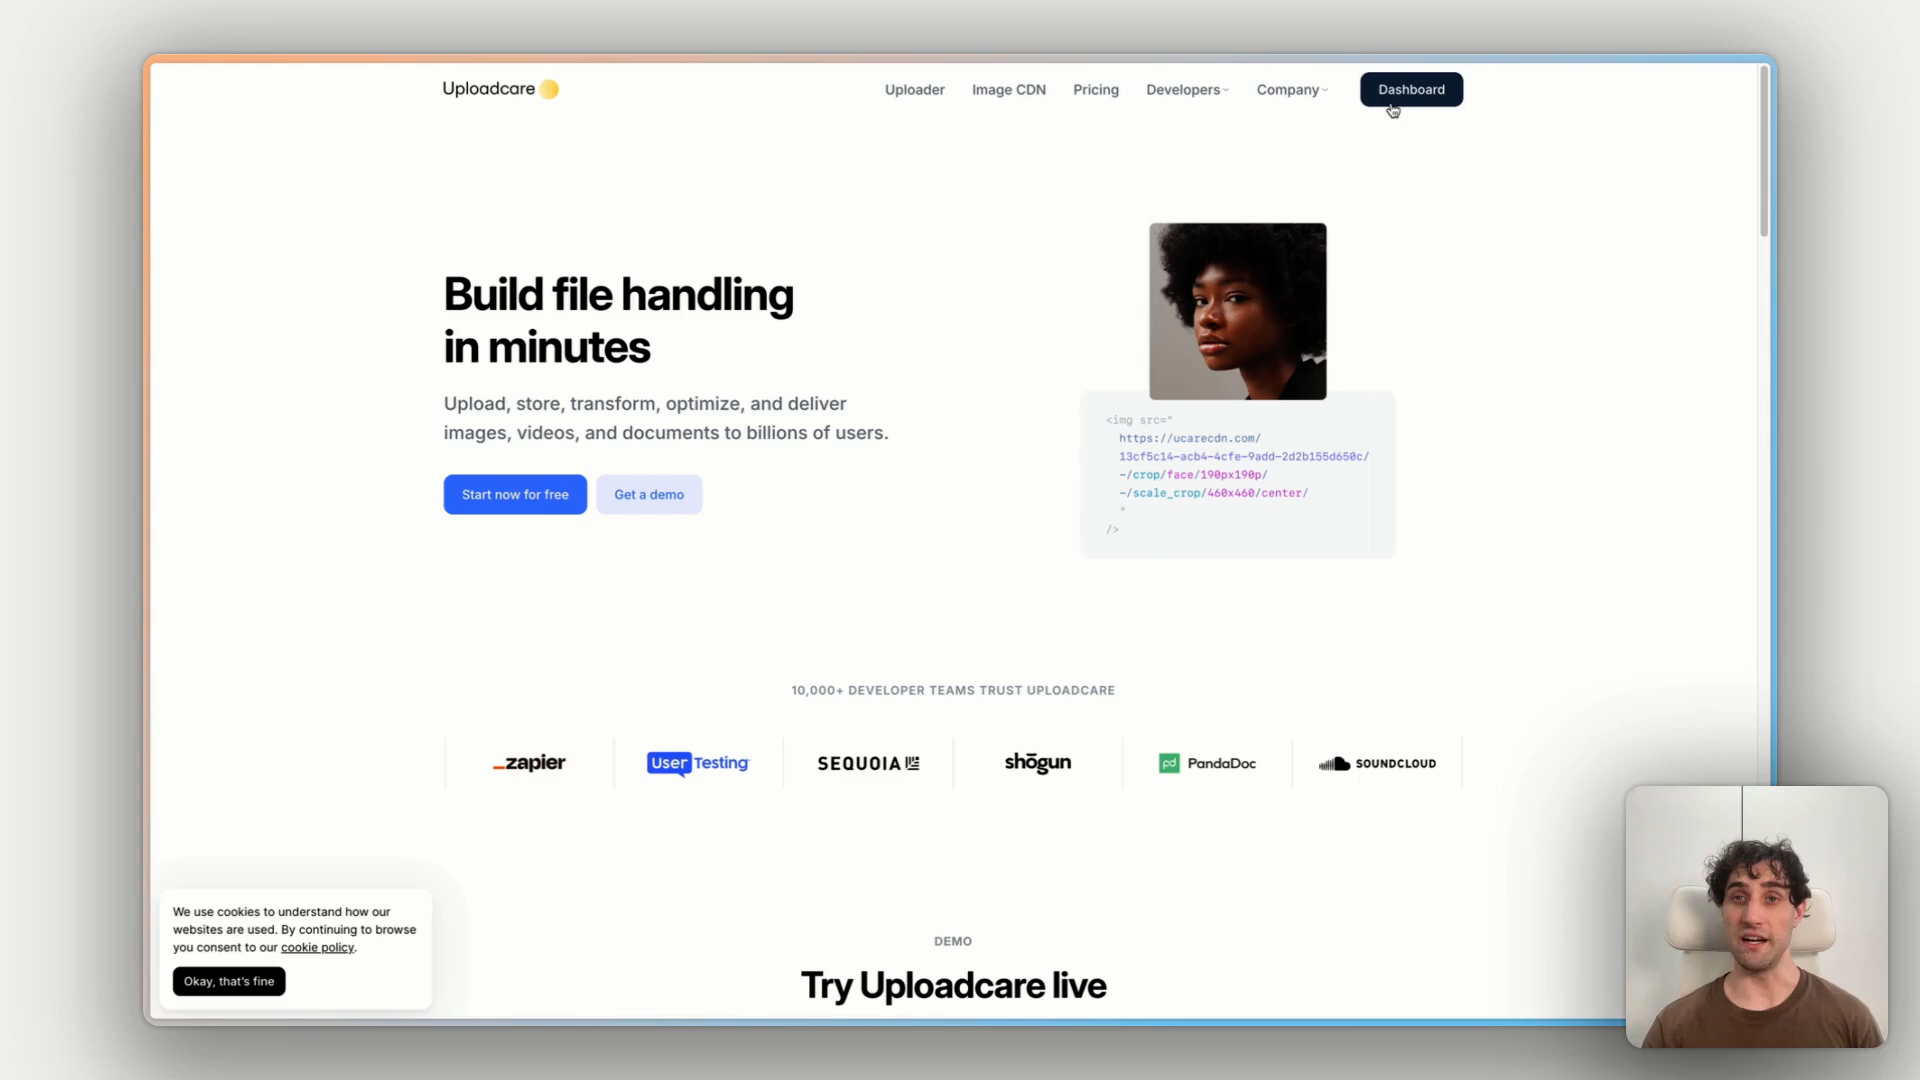 Uploadcare
Uploader
Image CDN
Pricing
Developers
Company
Dashboard
Build file handling
in minutes
Upload, store, transform, optimize, and deliver
images, videos, and documents to billions of users.
Start now for free
Get a demo
<img src="
https://ucarecdn.com/
13cf5c14-acb4-4cfe-9add-2d2b155d650c/
-/crop/face/190px190p/
-/scale_crop/460x460/center/
"
/>
10,000+ DEVELOPER TEAMS TRUST UPLOADCARE
_zapier
UserTesting
SEQUOIA
shōgun
pd PandaDoc
SOUNDCLOUD
We use cookies to understand how our
websites are used. By continuing to browse
you consent to our cookie policy.
Okay, that's fine
DEMO
Try Uploadcare live